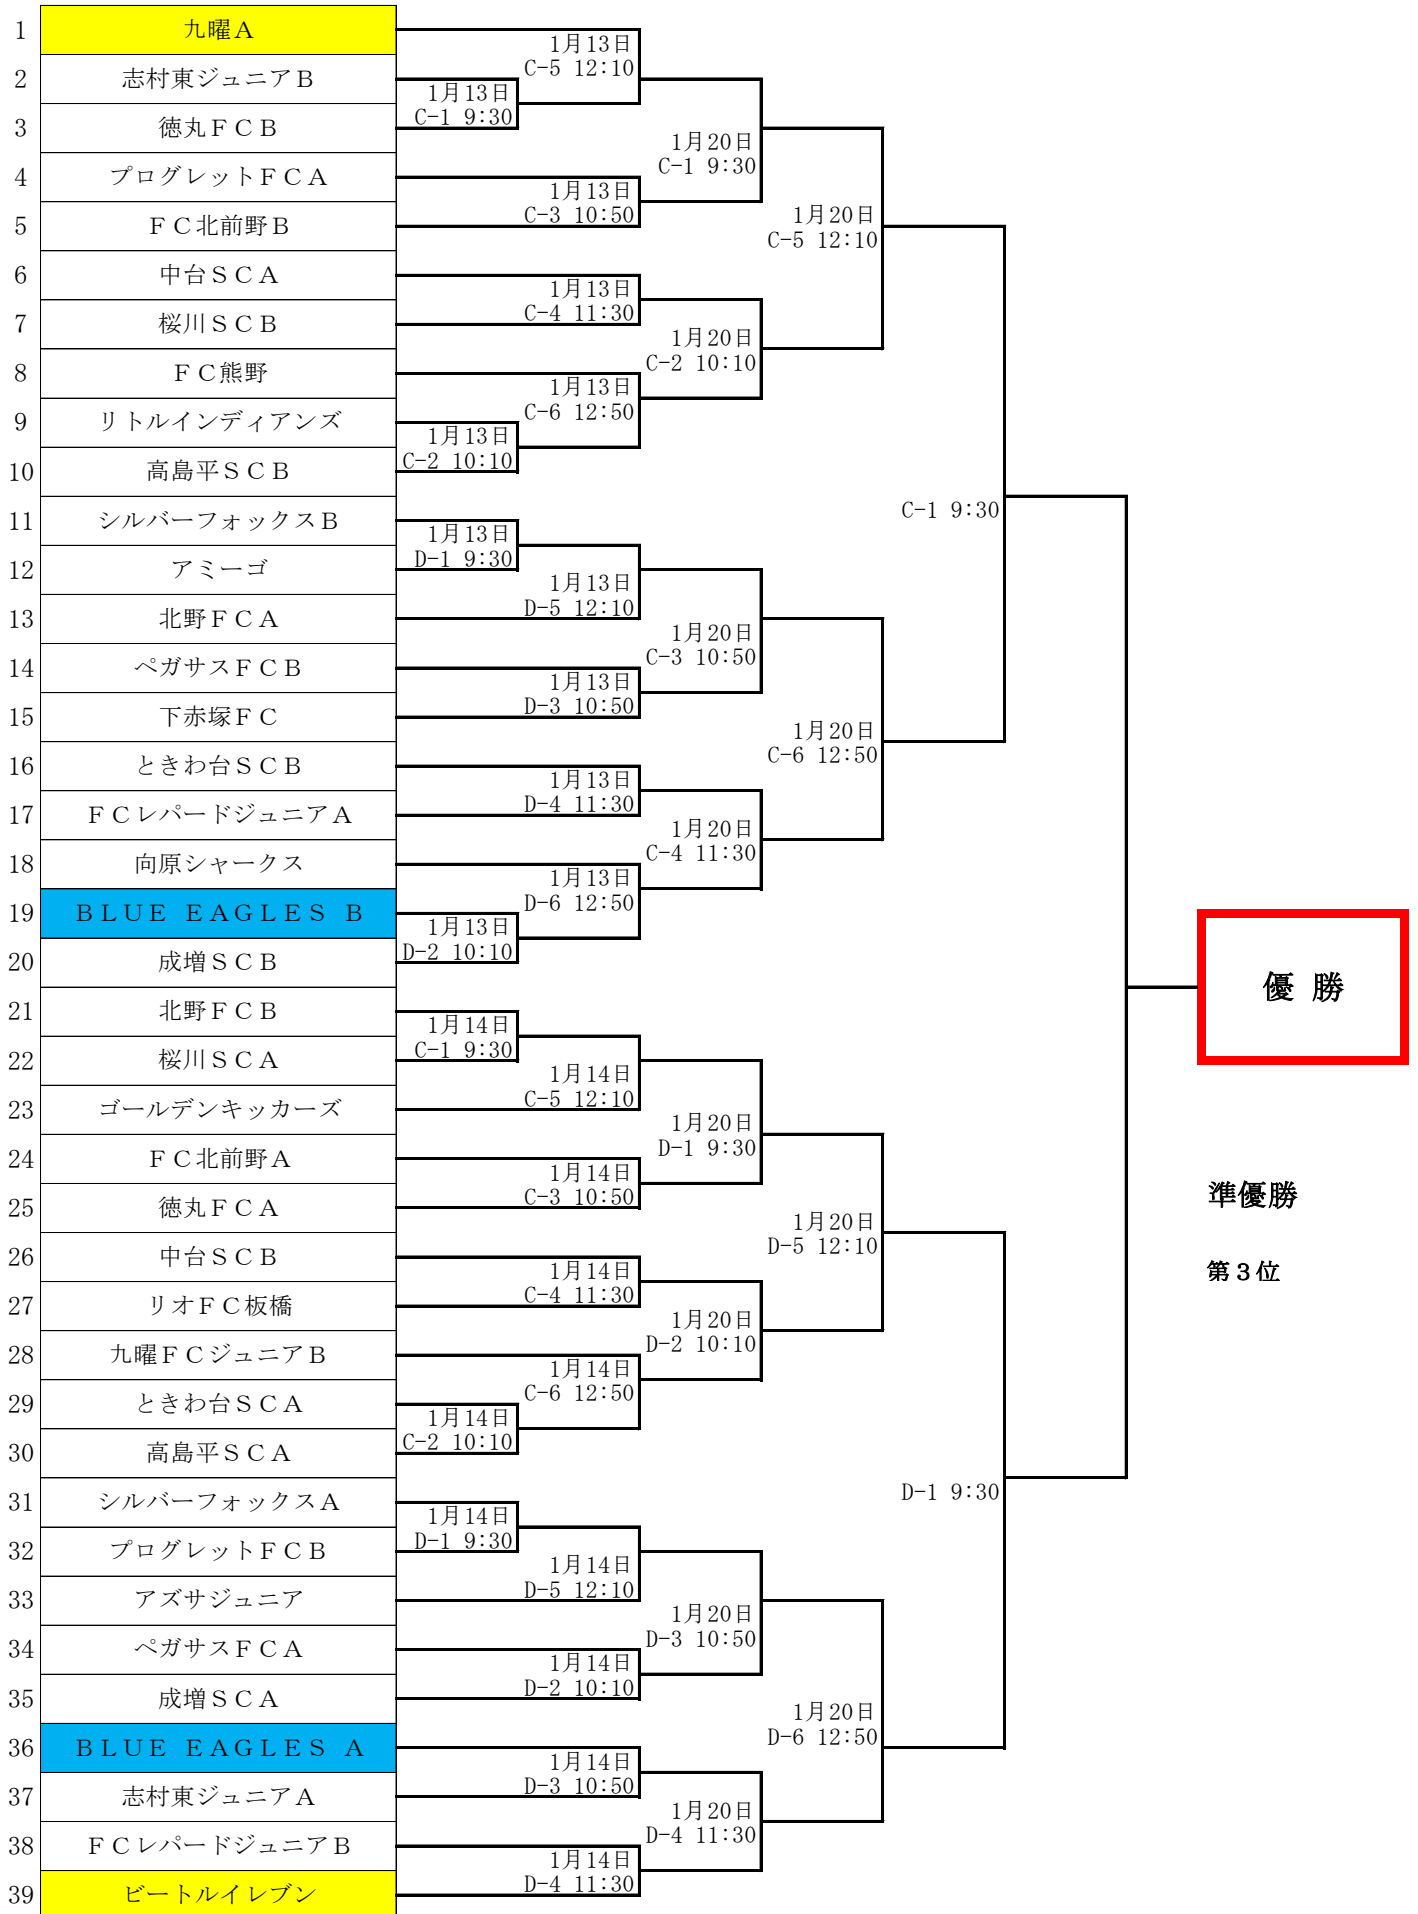 1 九曜Ａ
1月13日
C-5 12:10
2 志村東ジュニアＢ
1月13日
C-1 9:30
3 徳丸ＦＣＢ
1月20日
C-1 9:30
4 プログレットＦＣＡ
1月13日
C-3 10:50
5 ＦＣ北前野Ｂ
1月20日
C-5 12:10
6 中台ＳＣＡ
1月13日
C-4 11:30
7 桜川ＳＣＢ
1月20日
C-2 10:10
8 ＦＣ熊野
1月13日
C-6 12:50
9 リトルインディアンズ
1月13日
C-2 10:10
10 高島平ＳＣＢ
C-1 9:30
11 シルバーフォックスＢ
1月13日
D-1 9:30
12 アミーゴ
1月13日
D-5 12:10
13 北野ＦＣＡ
1月20日
C-3 10:50
14 ペガサスＦＣＢ
1月13日
D-3 10:50
15 下赤塚ＦＣ
1月20日
C-6 12:50
16 ときわ台ＳＣＢ
1月13日
D-4 11:30
17 ＦＣレパードジュニアＡ
1月20日
C-4 11:30
18 向原シャークス
1月13日
D-6 12:50
19 ＢＬＵＥ ＥＡＧＬＥＳ Ｂ
1月13日
D-2 10:10
20 成増ＳＣＢ
優 勝
21 北野ＦＣＢ
1月14日
C-1 9:30
22 桜川ＳＣＡ
1月14日
C-5 12:10
23 ゴールデンキッカーズ
1月20日
D-1 9:30
24 ＦＣ北前野Ａ
1月14日
C-3 10:50
25 徳丸ＦＣＡ
準優勝
1月20日
D-5 12:10
26 中台ＳＣＢ
第３位
1月14日
C-4 11:30
27 リオＦＣ板橋
1月20日
D-2 10:10
28 九曜ＦＣジュニアＢ
1月14日
C-6 12:50
29 ときわ台ＳＣＡ
1月14日
C-2 10:10
30 高島平ＳＣＡ
D-1 9:30
31 シルバーフォックスＡ
1月14日
D-1 9:30
32 プログレットＦＣＢ
1月14日
D-5 12:10
33 アズサジュニア
1月20日
D-3 10:50
34 ペガサスＦＣＡ
1月14日
D-2 10:10
35 成増ＳＣＡ
1月20日
D-6 12:50
36 ＢＬＵＥ ＥＡＧＬＥＳ Ａ
1月14日
D-3 10:50
37 志村東ジュニアＡ
1月20日
D-4 11:30
38 ＦＣレパードジュニアＢ
1月14日
D-4 11:30
39 ビートルイレブン